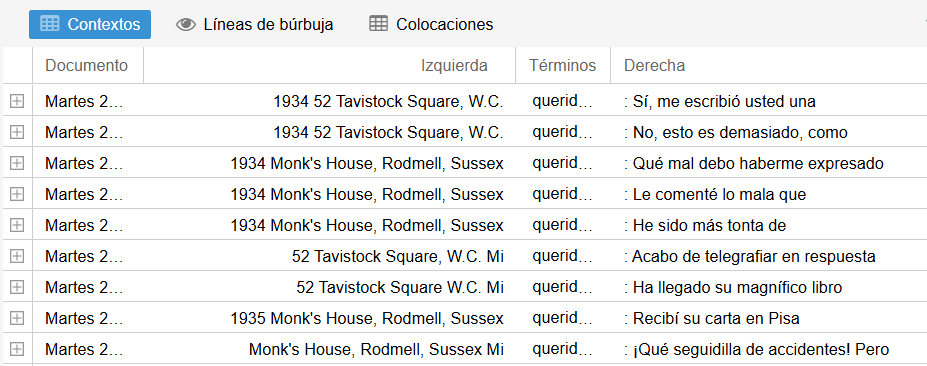 Contextos Líneas de búrbuja Colocaciones
Documento Izquierda Términos Derecha
Martes 2... 1934 52 Tavistock Square, W.C. querid... : Sí, me escribió usted una
Martes 2... 1934 52 Tavistock Square, W.C. querid... : No, esto es demasiado, como
Martes 2... 1934 Monk's House, Rodmell, Sussex querid... : Qué mal debo haberme expresado
Martes 2... 1934 Monk's House, Rodmell, Sussex querid... : Le comenté lo mala que
Martes 2... 1934 Monk's House, Rodmell, Sussex querid... : He sido más tonta de
Martes 2... 52 Tavistock Square, W.C. Mi querid... : Acabo de telegrafiar en respuesta
Martes 2... 52 Tavistock Square W.C. Mi querid... : Ha llegado su magnífico libro
Martes 2... 1935 Monk's House, Rodmell, Sussex querid... : Recibí su carta en Pisa
Martes 2... Monk's House, Rodmell, Sussex Mi querid... : ¡Qué seguidilla de accidentes! Pero